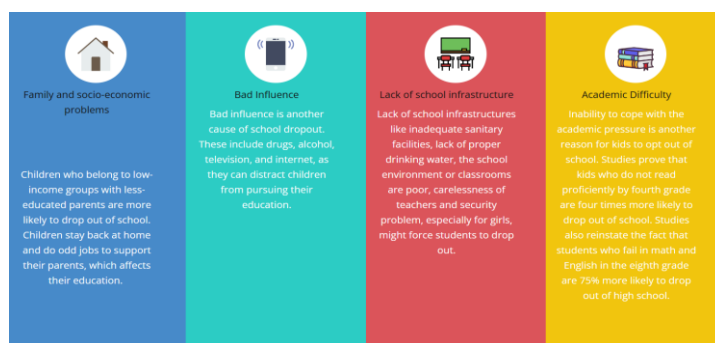 Family and socio-economic
problems
Children who belong to low-
income groups with less-
educated parents are more
likely to drop out of school.
Children stay back at home
and do odd jobs to support
their parents, which affects
their education.
Bad Influence
Bad influence is another
cause of school dropout.
These include drugs, alcohol,
television, and internet, as
they can distract children
from pursuing their
education.
Lack of school infrastructure
Lack of school infrastructures
like inadequate sanitary
facilities, lack of proper
drinking water, the school
environment or classrooms
are poor, carelessness of
teachers and security
problem, especially for girls,
might force students to drop
out.
Academic Difficulty
Inability to cope with the
academic pressure is another
reason for kids to opt out of
school. Studies prove that
kids who do not read
proficiently by fourth grade
are four times more likely to
drop out of school. Studies
also reinstate the fact that
students who fail in math and
English in the eighth grade
are 75% more likely to drop
out of high school.